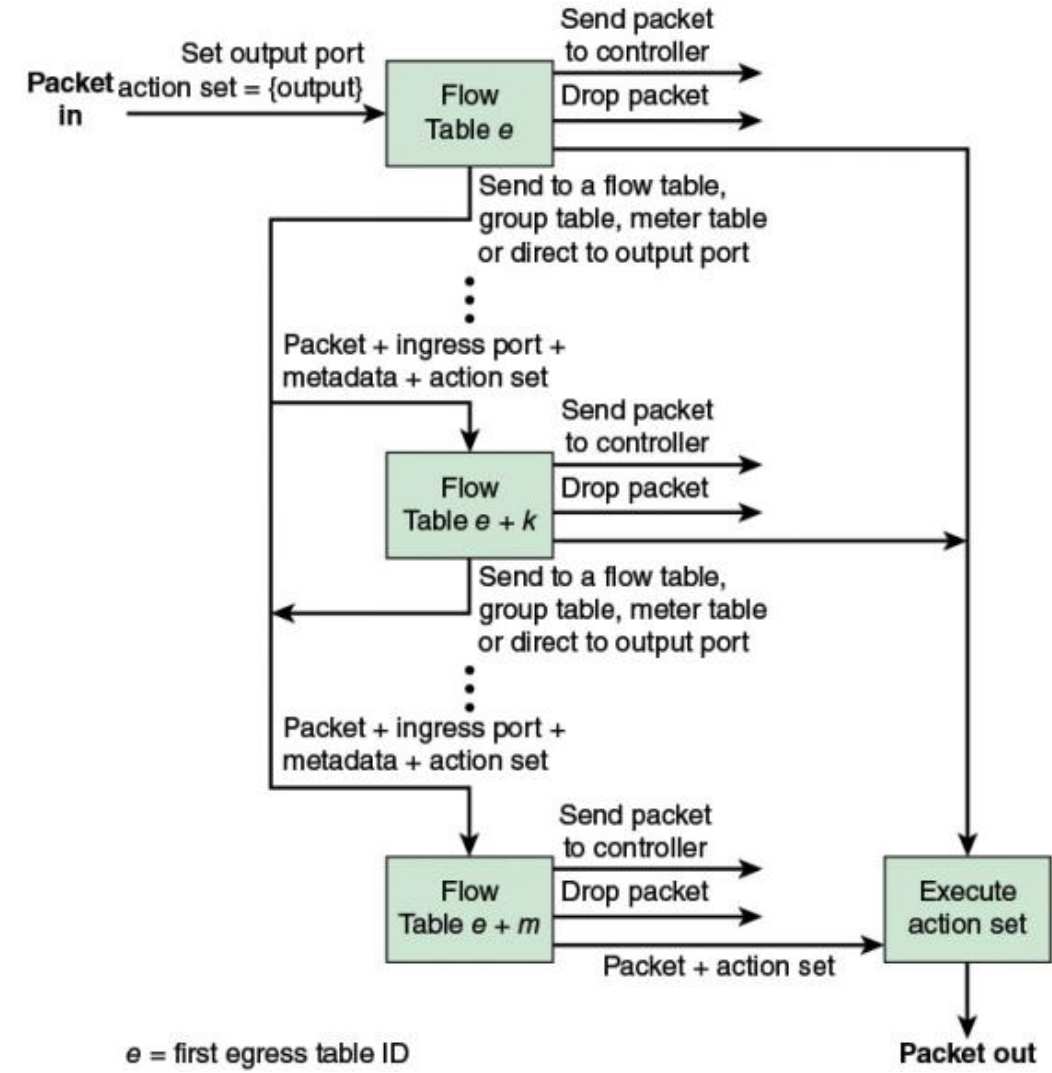 Packet
in
Set output port
action set = {output}
Flow
Table e
Send packet
to controller
Drop packet
Send to a flow table,
group table, meter table
or direct to output port
Packet + ingress port +
metadata + action set
Flow
Table e + k
Send packet
to controller
Drop packet
Send to a flow table,
group table, meter table
or direct to output port
Packet + ingress port +
metadata + action set
Flow
Table e + m
Send packet
to controller
Drop packet
Packet + action set
Execute
action set
Packet out
e = first egress table ID